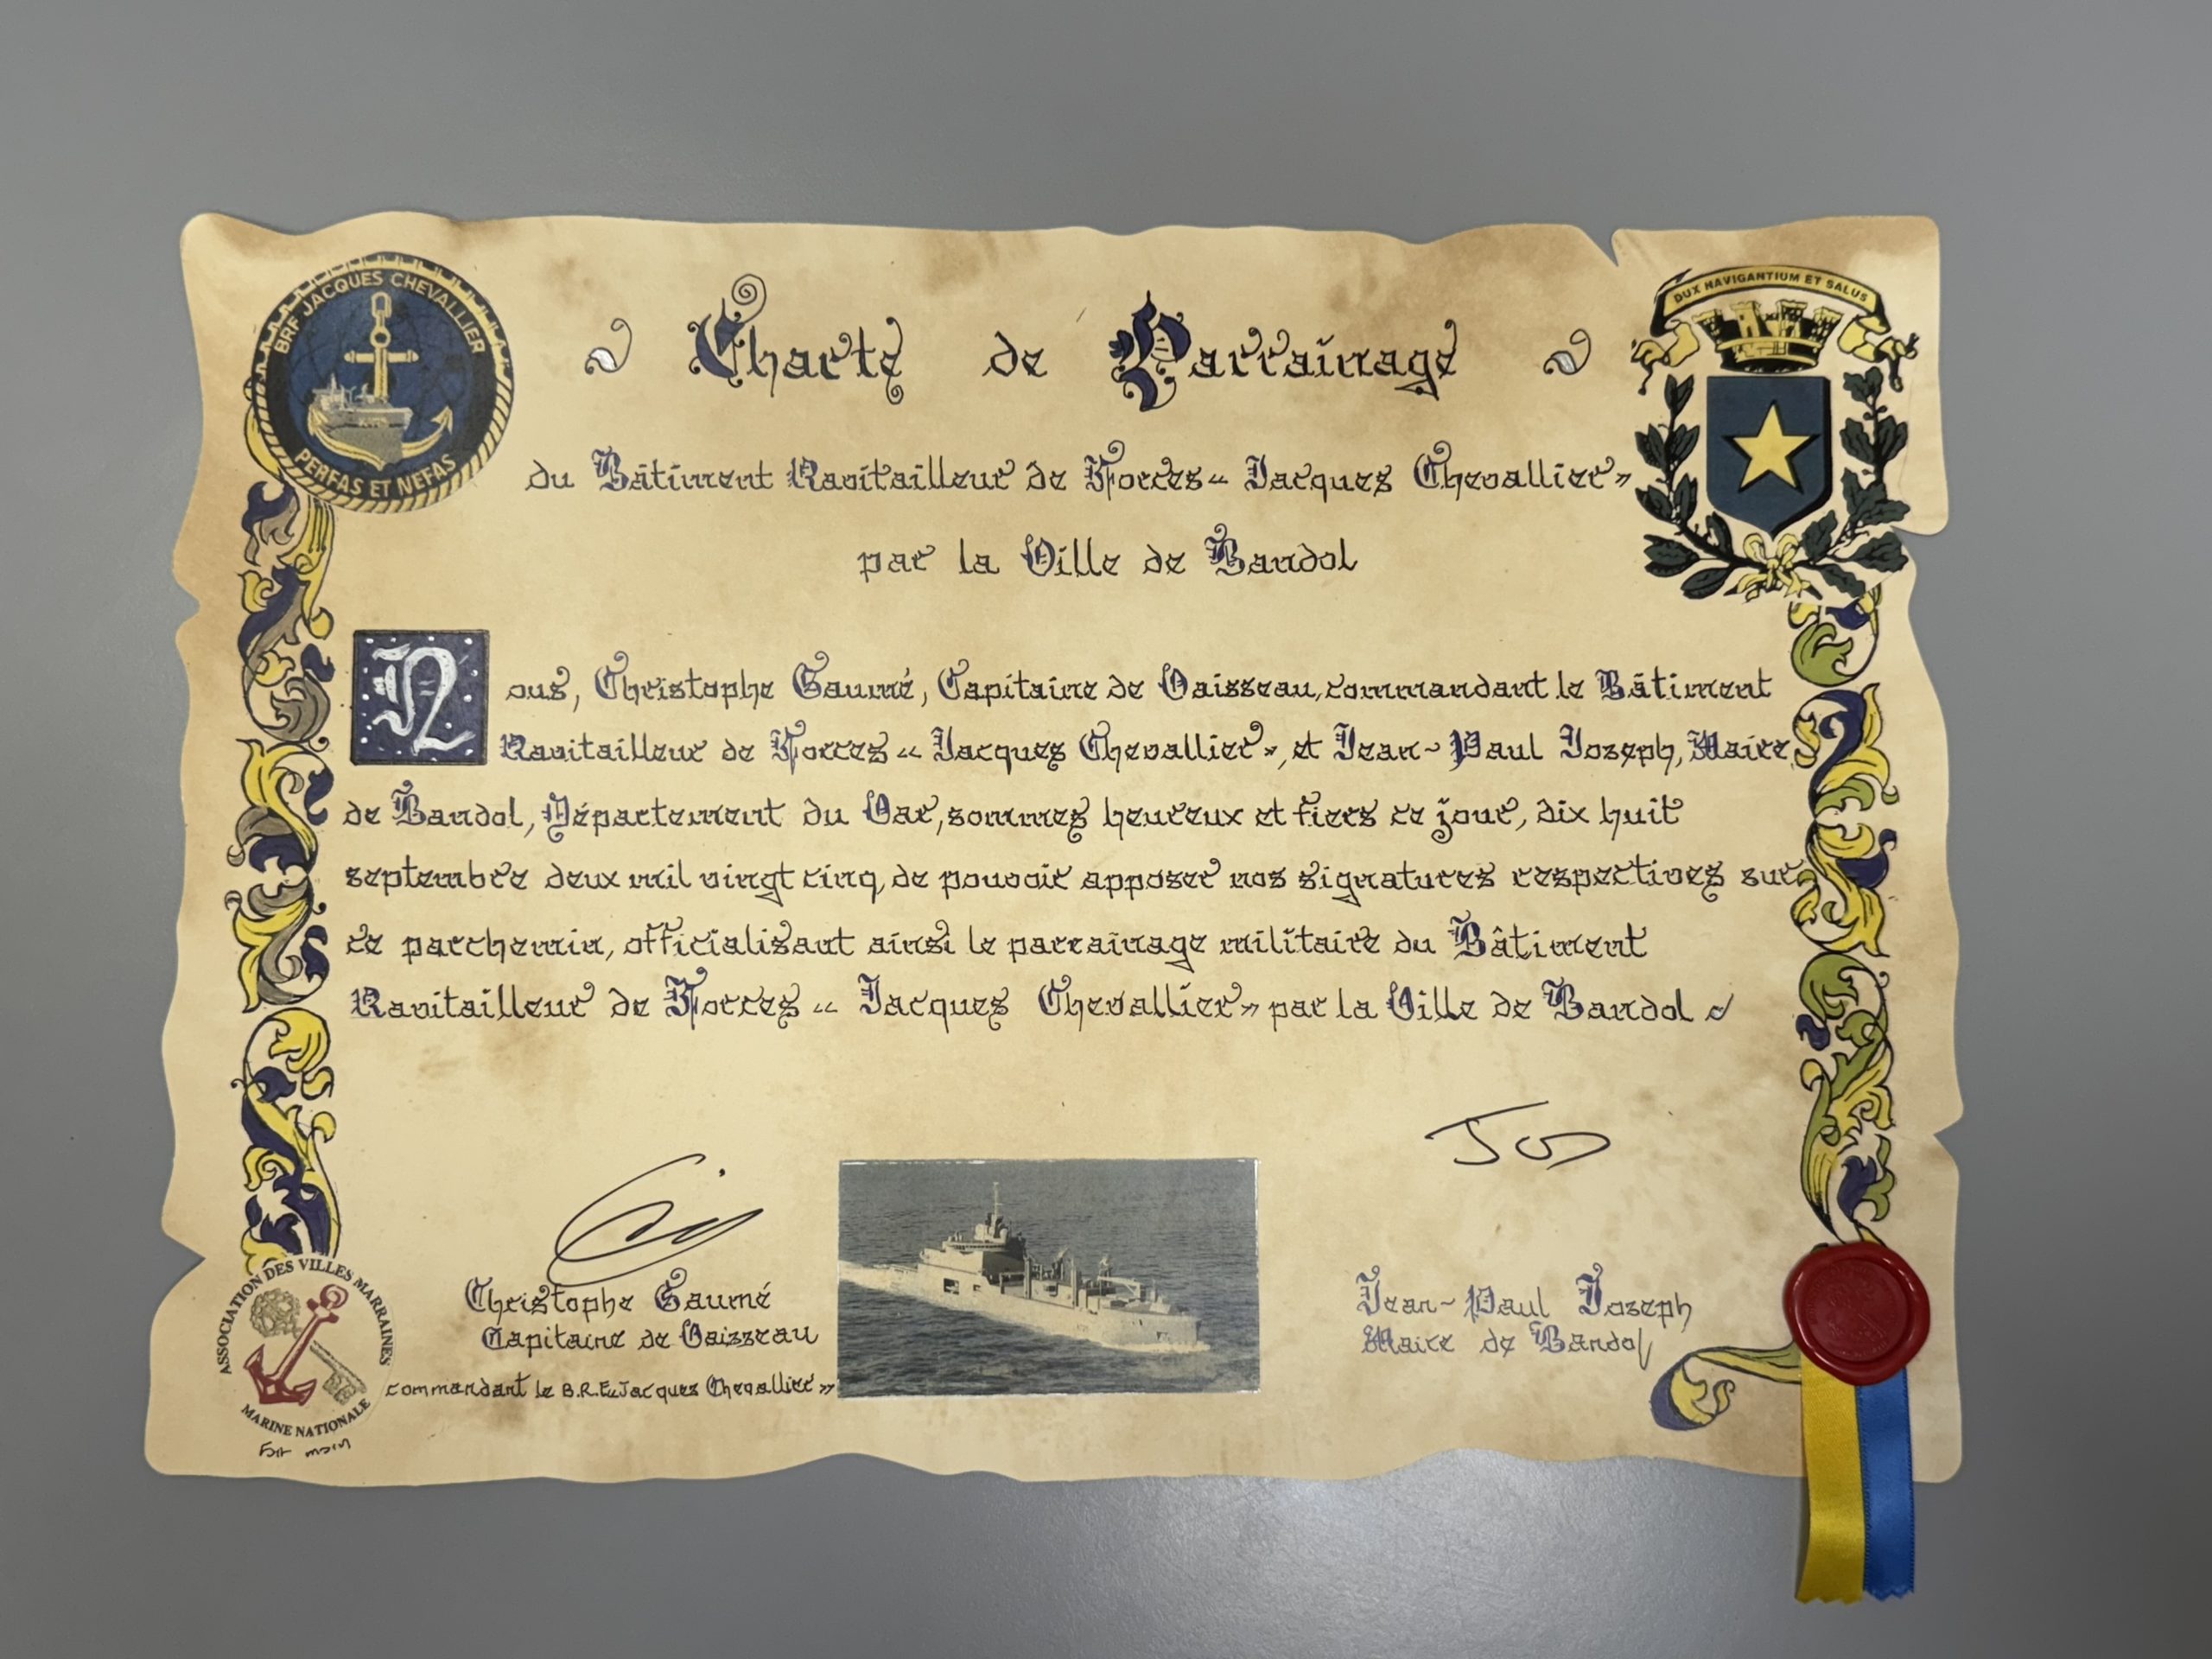 BRF JACQUES CHEVALLIER
PERFAS ET NEFAS
DUX NAVIGANTIUM ET SALUS
Charte de Parrainage
du Bâtiment Ravitailleur de Forces « Jacques Chevallier »
par la Ville de Bandol
Nous, Christophe Gaumé, Capitaine de Vaisseau, commandant le Bâtiment
Ravitailleur de Forces « Jacques Chevallier », et Jean-Paul Joseph, Maire
de Bandol, Département du Var, sommes heureux et fiers ce jour, dix huit
septembre deux mil vingt cinq, de pouvoir apposer nos signatures respectives sur
ce parchemin, officialisant ainsi le parrainage militaire du Bâtiment
Ravitailleur de Forces « Jacques Chevallier » par la Ville de Bandol
Christophe Gaumé
Capitaine de Vaisseau
commandant le B.R.F. « Jacques Chevallier »
Jean-Paul Joseph
Maire de Bandol
ASSOCIATION DES VILLES MARRAINES
MARINE NATIONALE
Fait main